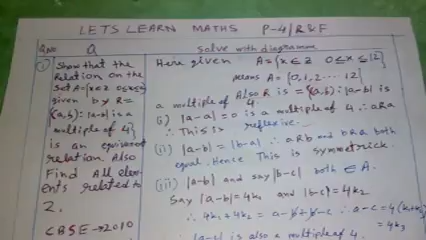 LETS LEARN MATHS P-4/R&F
Q.No Q solve with diagramme
(1) Show that the
Relation on the
Set A={x∈z 0≤x≤12}
given by R=
{(a,b):|a-b| is a
multiple of 4}
is an equivalent
relation. Also
Find All elem-
ents related to
2.
CBSE-2010
Here given A={x∈z 0≤x≤12}
means A={0,1,2... 12}
Also R is = {(a,b):|a-b| is
a multiple of 4.
(i) |a-a|=0 is a multiple of 4 ∴aRa
∴ This is reflexive.
(ii) |a-b|=|b-a| ∴aRb and bRa both
equal. Hence This is symmetrick.
(iii) |a-b| and say |b-c| both ∈A.
Say |a-b|=4k₁ and |b-c|=4k₂
∴4k₁+4k₂=a-b+b-c ∴a-c=4(k₁+k₂)
=4k₃
∴|a-b| is also a multiple of 4